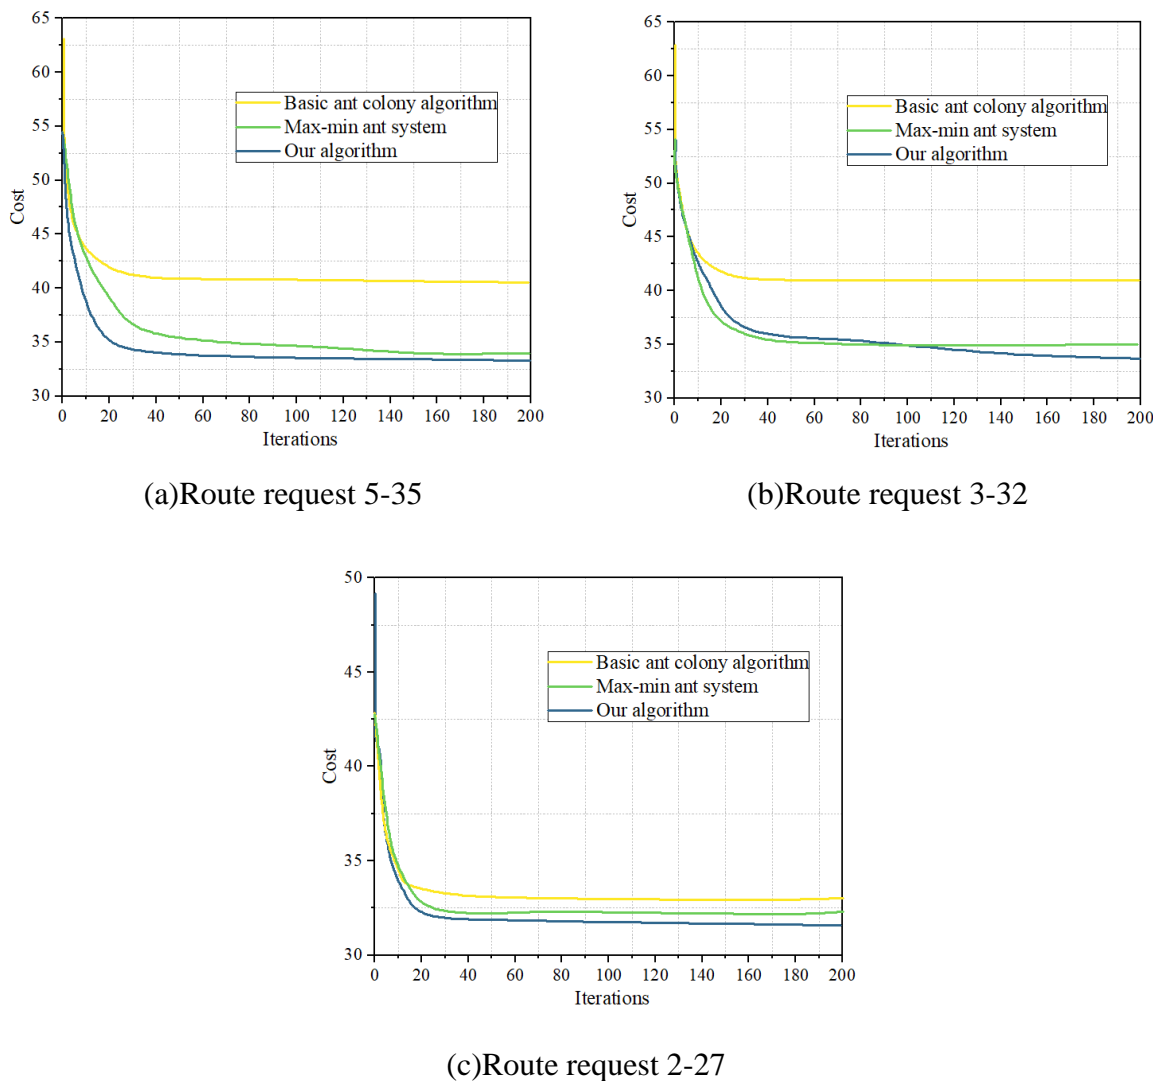 65
60
55
50
45
40
35
30
Cost
Basic ant colony algorithm
Max-min ant system
Our algorithm
0 20 40 60 80 100 120 140 160 180 200
Iterations
(a)Route request 5-35
65
60
55
50
45
40
35
30
Cost
Basic ant colony algorithm
Max-min ant system
Our algorithm
0 20 40 60 80 100 120 140 160 180 200
Iterations
(b)Route request 3-32
50
45
40
35
30
Cost
Basic ant colony algorithm
Max-min ant system
Our algorithm
0 20 40 60 80 100 120 140 160 180 200
Iterations
(c)Route request 2-27